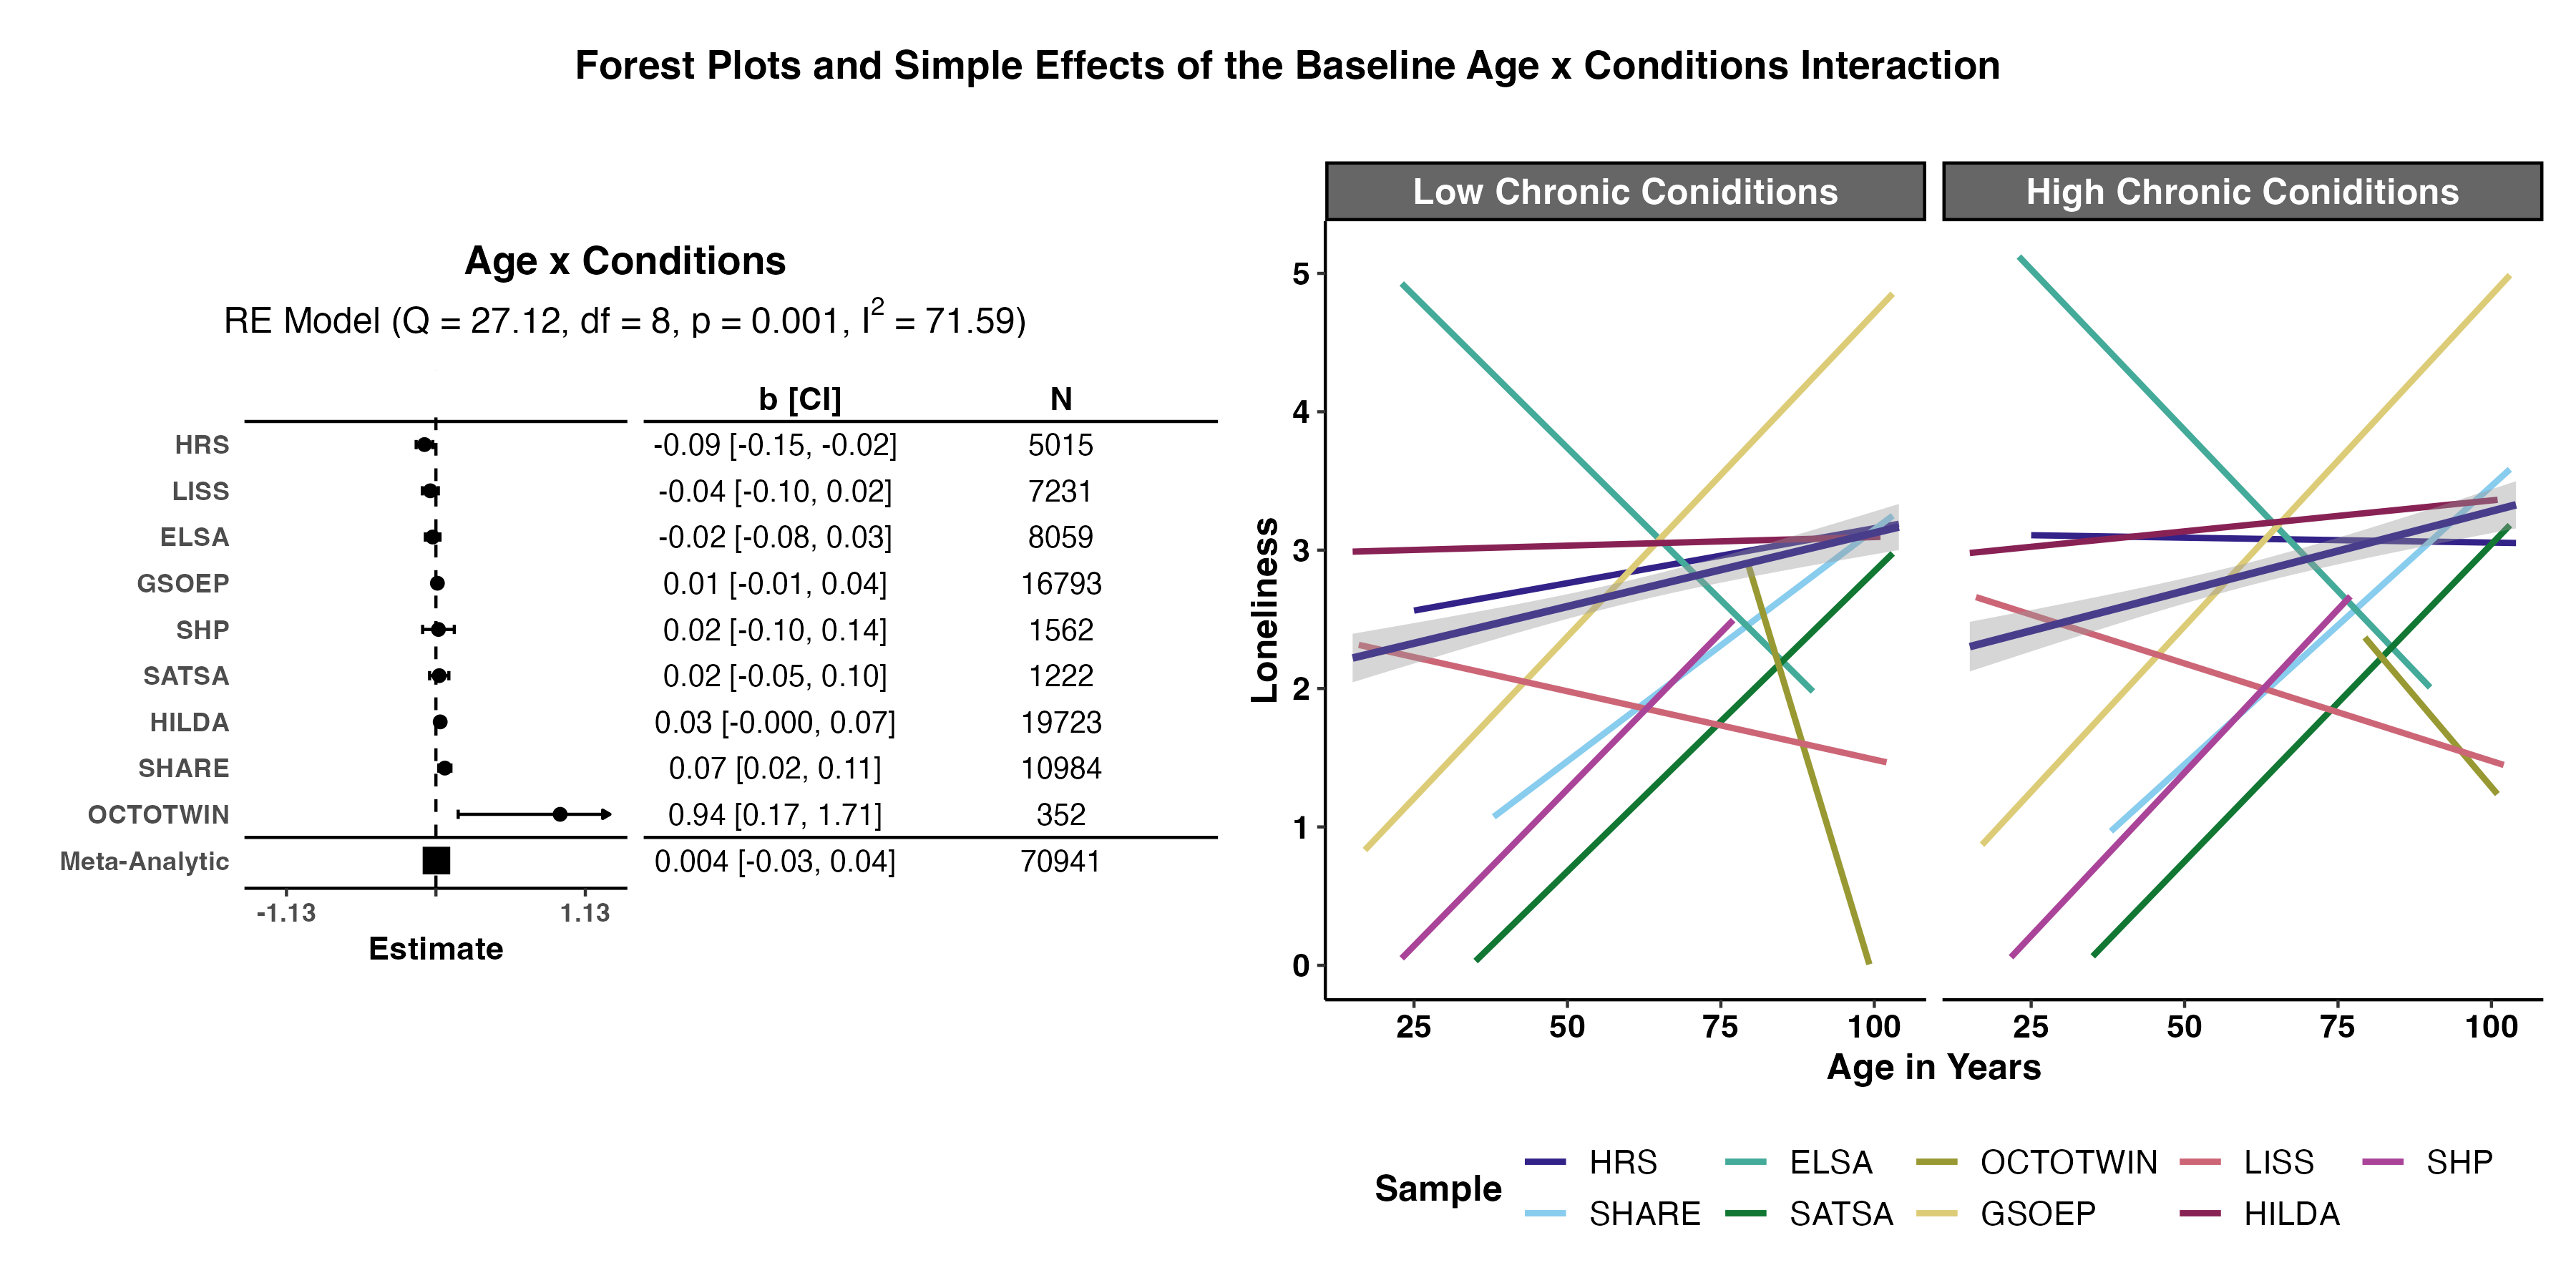 Forest Plots and Simple Effects of the Baseline Age x Conditions Interaction
Age x Conditions
RE Model (Q = 27.12, df = 8, p = 0.001, I² = 71.59)
b [CI] N
HRS -0.09 [-0.15, -0.02] 5015
LISS -0.04 [-0.10, 0.02] 7231
ELSA -0.02 [-0.08, 0.03] 8059
GSOEP 0.01 [-0.01, 0.04] 16793
SHP 0.02 [-0.10, 0.14] 1562
SATSA 0.02 [-0.05, 0.10] 1222
HILDA 0.03 [-0.000, 0.07] 19723
SHARE 0.07 [0.02, 0.11] 10984
OCTOTWIN 0.94 [0.17, 1.71] 352
Meta-Analytic 0.004 [-0.03, 0.04] 70941
-1.13 1.13
Estimate
Low Chronic Coniditions High Chronic Coniditions
5
4
3
2
1
0
Loneliness
25 50 75 100 25 50 75 100
Age in Years
Sample
HRS ELSA OCTOTWIN LISS SHP
SHARE SATSA GSOEP HILDA